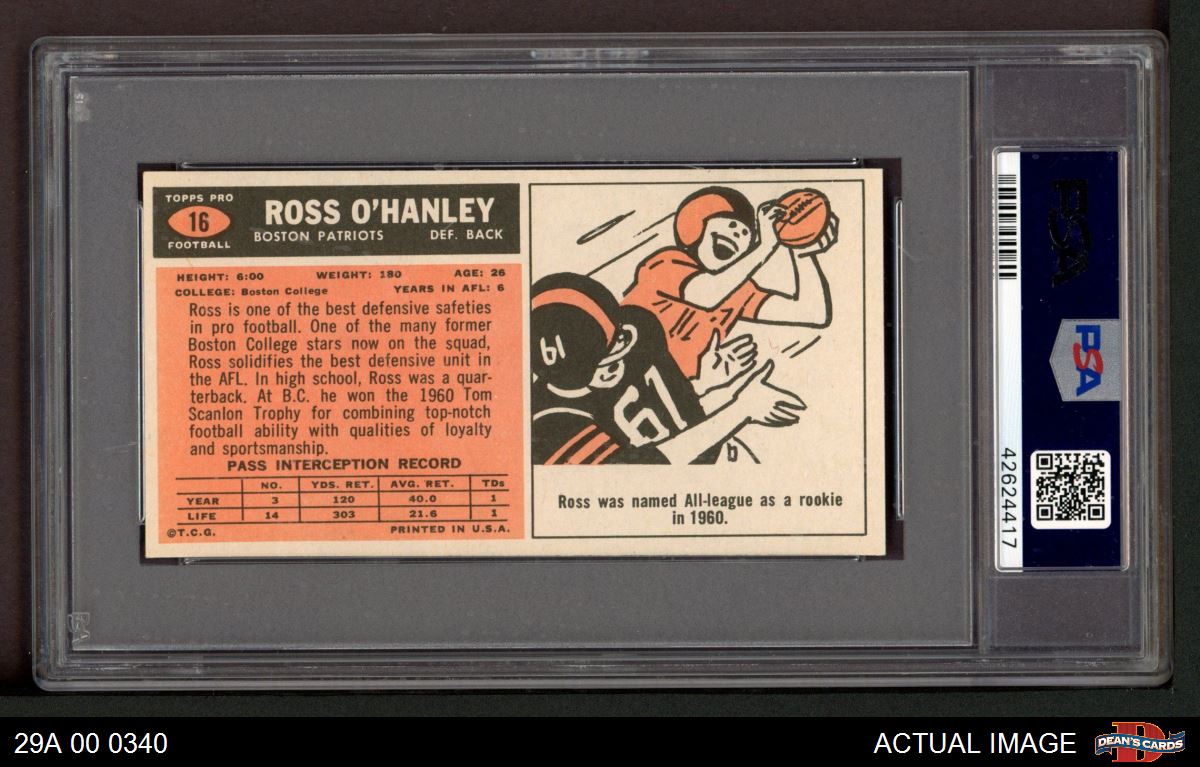 TOPPS PRO
16
FOOTBALL
ROSS O'HANLEY
BOSTON PATRIOTS DEF. BACK
HEIGHT: 6:00 WEIGHT: 180 AGE: 26
COLLEGE: Boston College YEARS IN AFL: 6
Ross is one of the best defensive safeties
in pro football. One of the many former
Boston College stars now on the squad,
Ross solidifies the best defensive unit in
the AFL. In high school, Ross was a quar-
terback. At B.C. he won the 1960 Tom
Scanlon Trophy for combining top-notch
football ability with qualities of loyalty
and sportsmanship.
PASS INTERCEPTION RECORD
NO. YDS. RET. AVG. RET. TDs
YEAR 3 120 40.0 1
LIFE 14 303 21.6 1
©T.C.G. PRINTED IN U.S.A.
61
61
Ross was named All-league as a rookie
in 1960.
PSA
PSA
42624417
29A 00 0340
ACTUAL IMAGE
DEAN'S CARDS